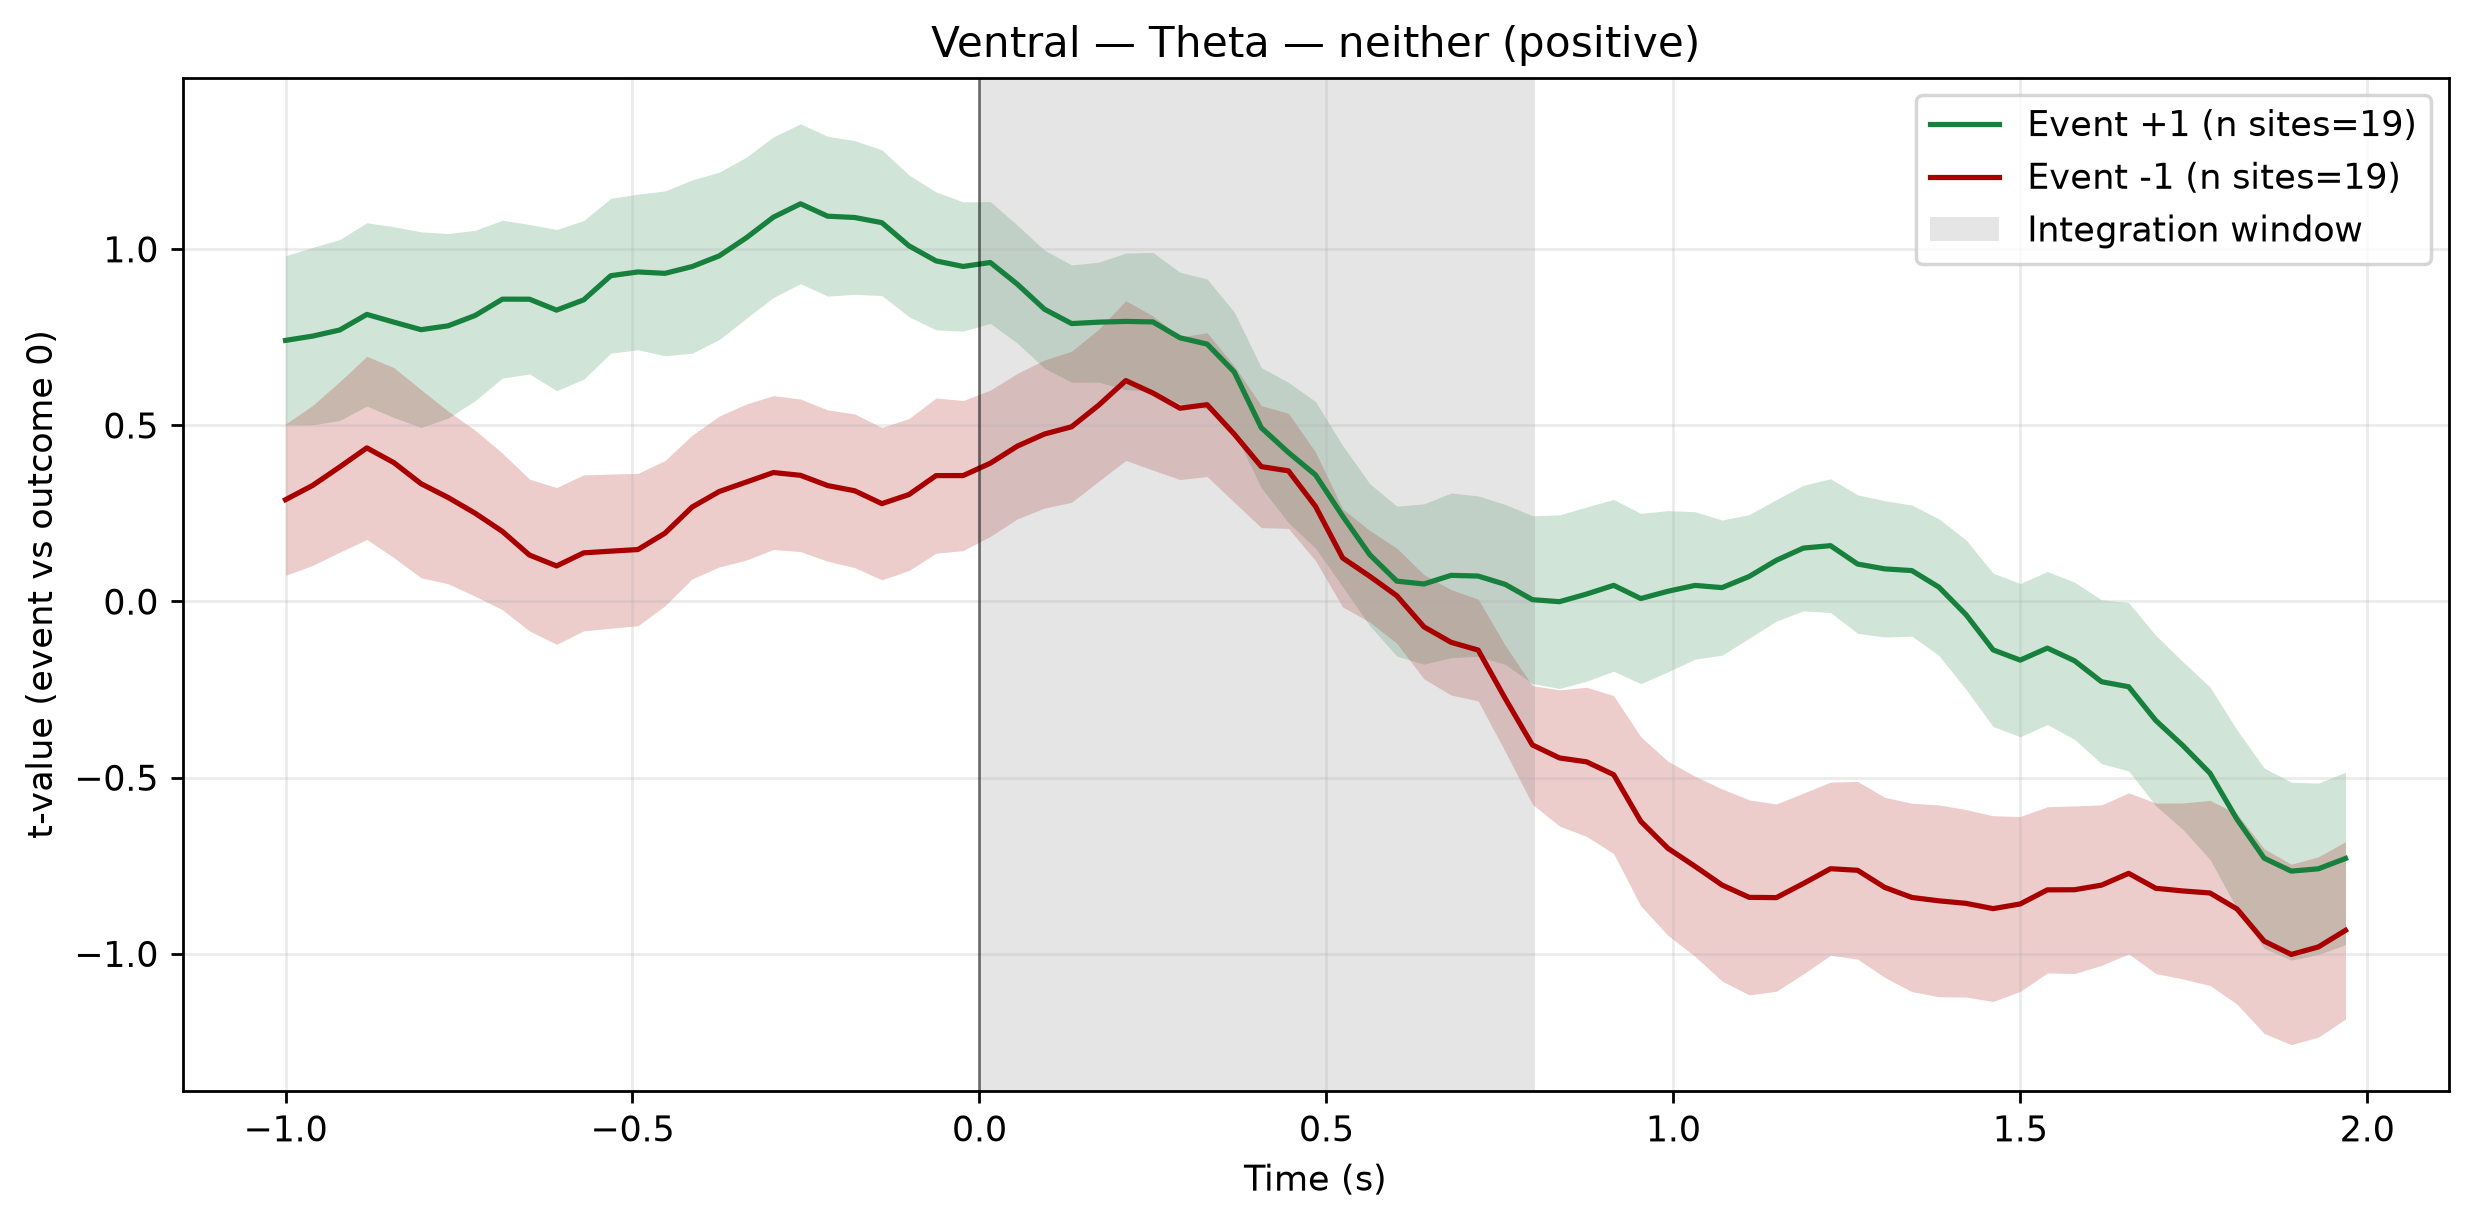 Ventral — Theta — neither (positive)
Event +1 (n sites=19)
Event -1 (n sites=19)
Integration window
t-value (event vs outcome 0)
1.0
0.5
0.0
−0.5
−1.0
−1.0
−0.5
0.0
0.5
1.0
1.5
2.0
Time (s)